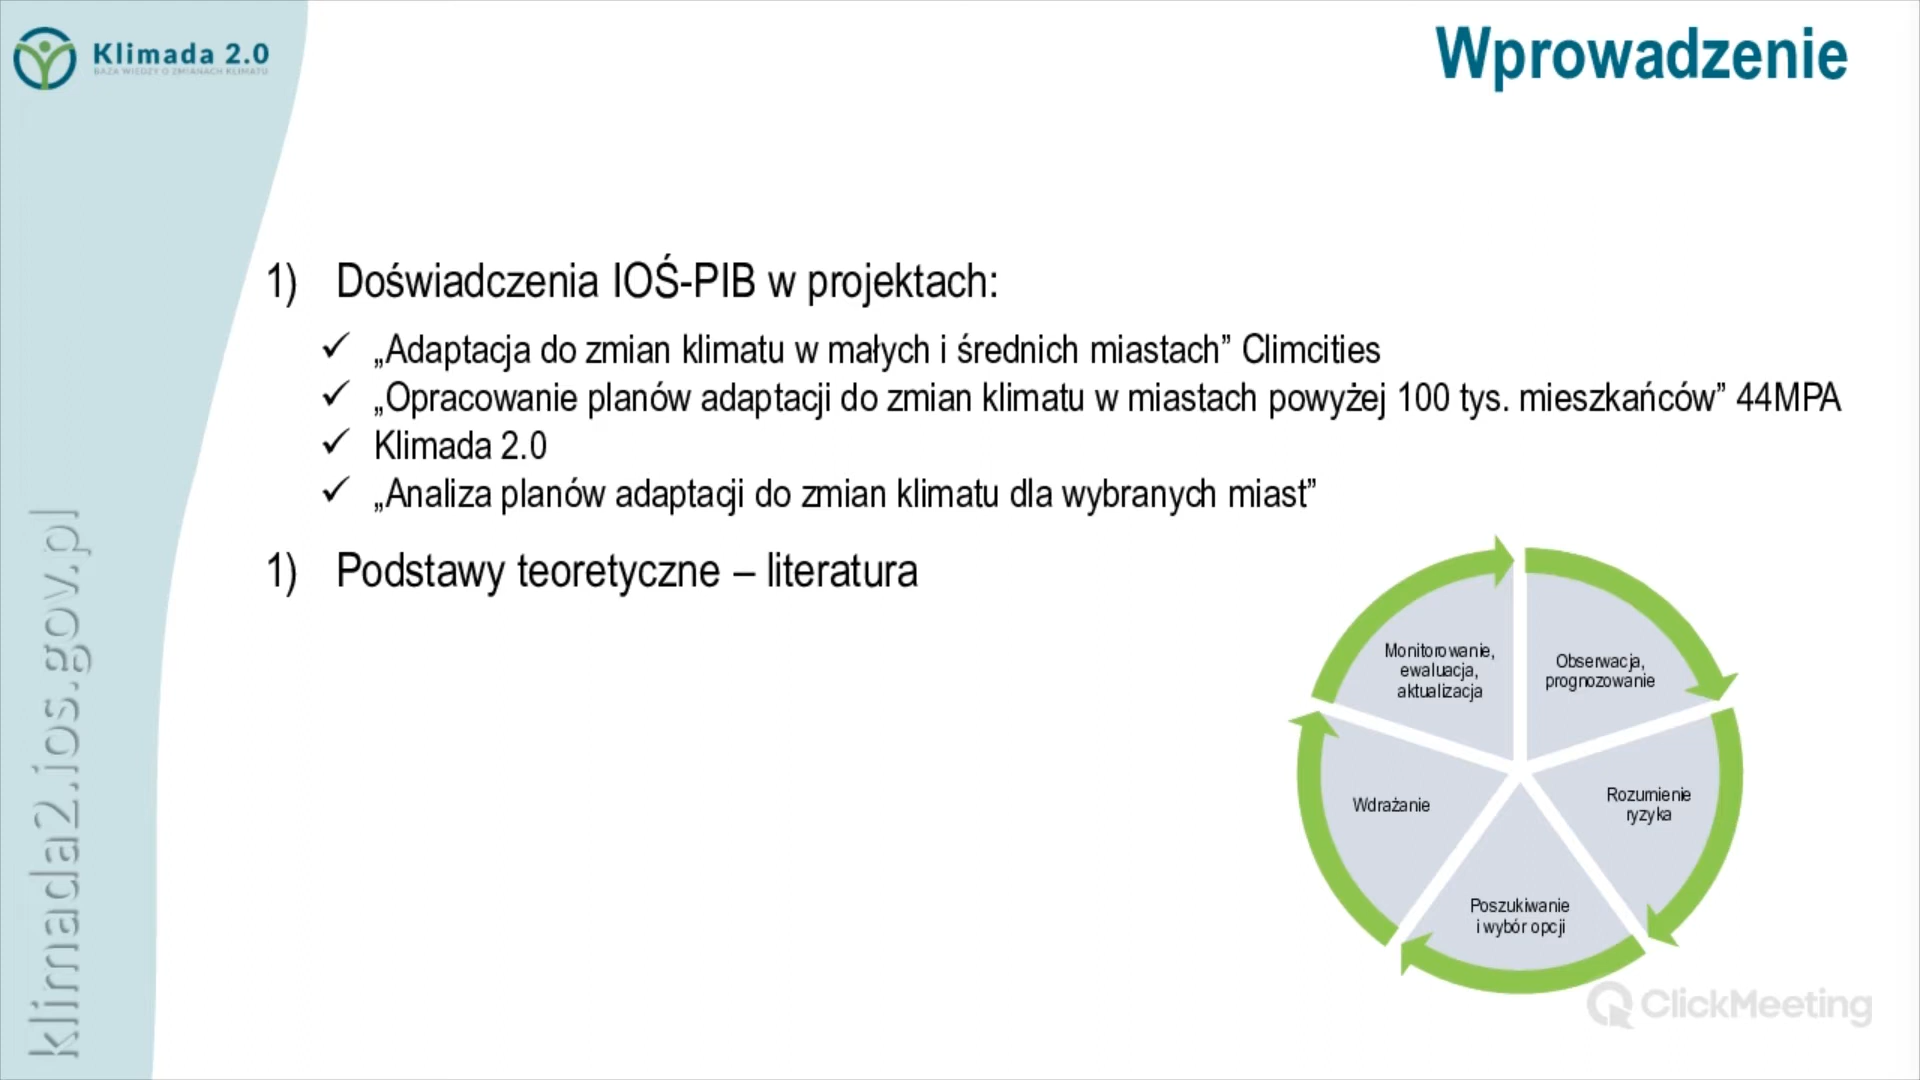 Klimada 2.0
BAZA WIEDZY O ZMIANACH KLIMATU
Wprowadzenie
1) Doświadczenia IOŚ-PIB w projektach:
✓ „Adaptacja do zmian klimatu w małych i średnich miastach” Climcities
✓ „Opracowanie planów adaptacji do zmian klimatu w miastach powyżej 100 tys. mieszkańców” 44MPA
✓ Klimada 2.0
✓ „Analiza planów adaptacji do zmian klimatu dla wybranych miast”
1) Podstawy teoretyczne – literatura
Obserwacja,
prognozowanie
Rozumienie
ryzyka
Poszukiwanie
i wybór opcji
Wdrażanie
Monitorowanie,
ewaluacja,
aktualizacja
klimada2.ios.gov.pl
ClickMeeting